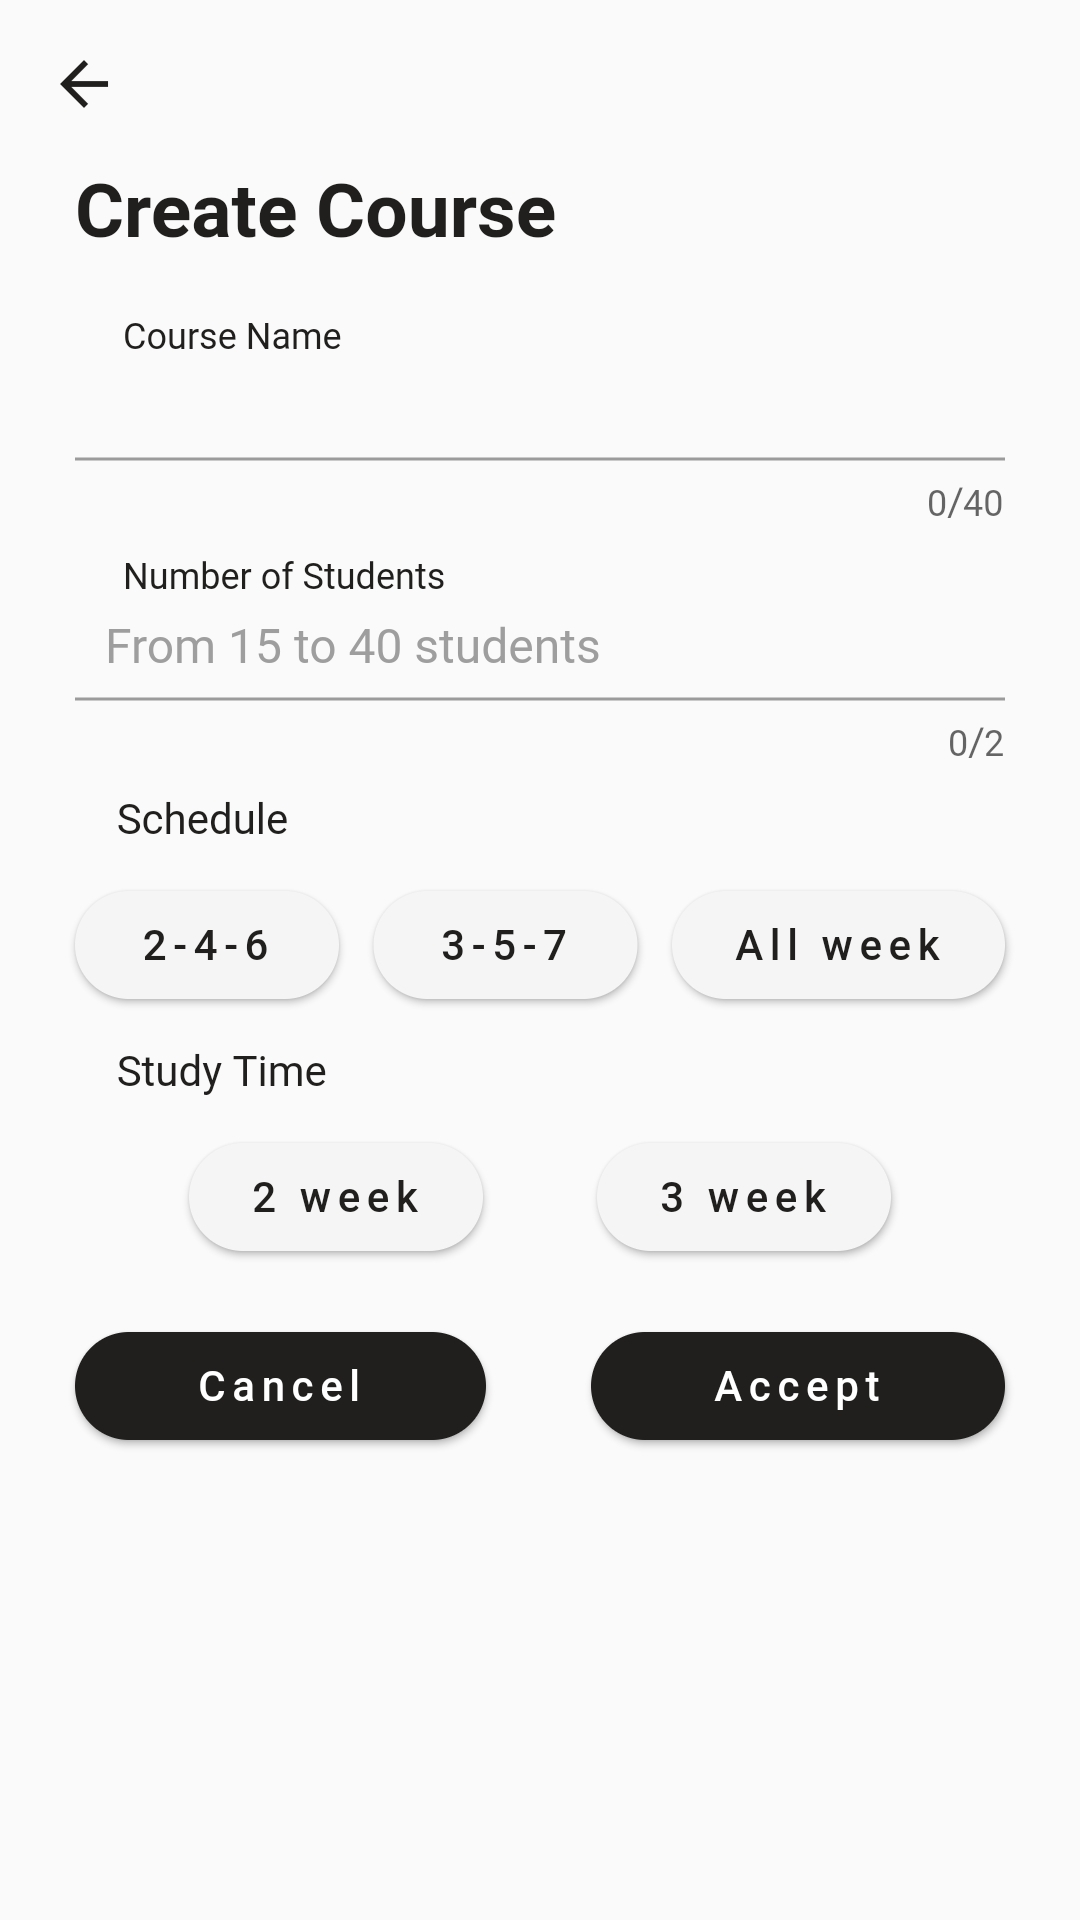 Create Course
Course Name
0/40
Number of Students
From 15 to 40 students
0/2
Schedule
2-4-6 3-5-7 All week
Study Time
2 week 3 week
Cancel Accept